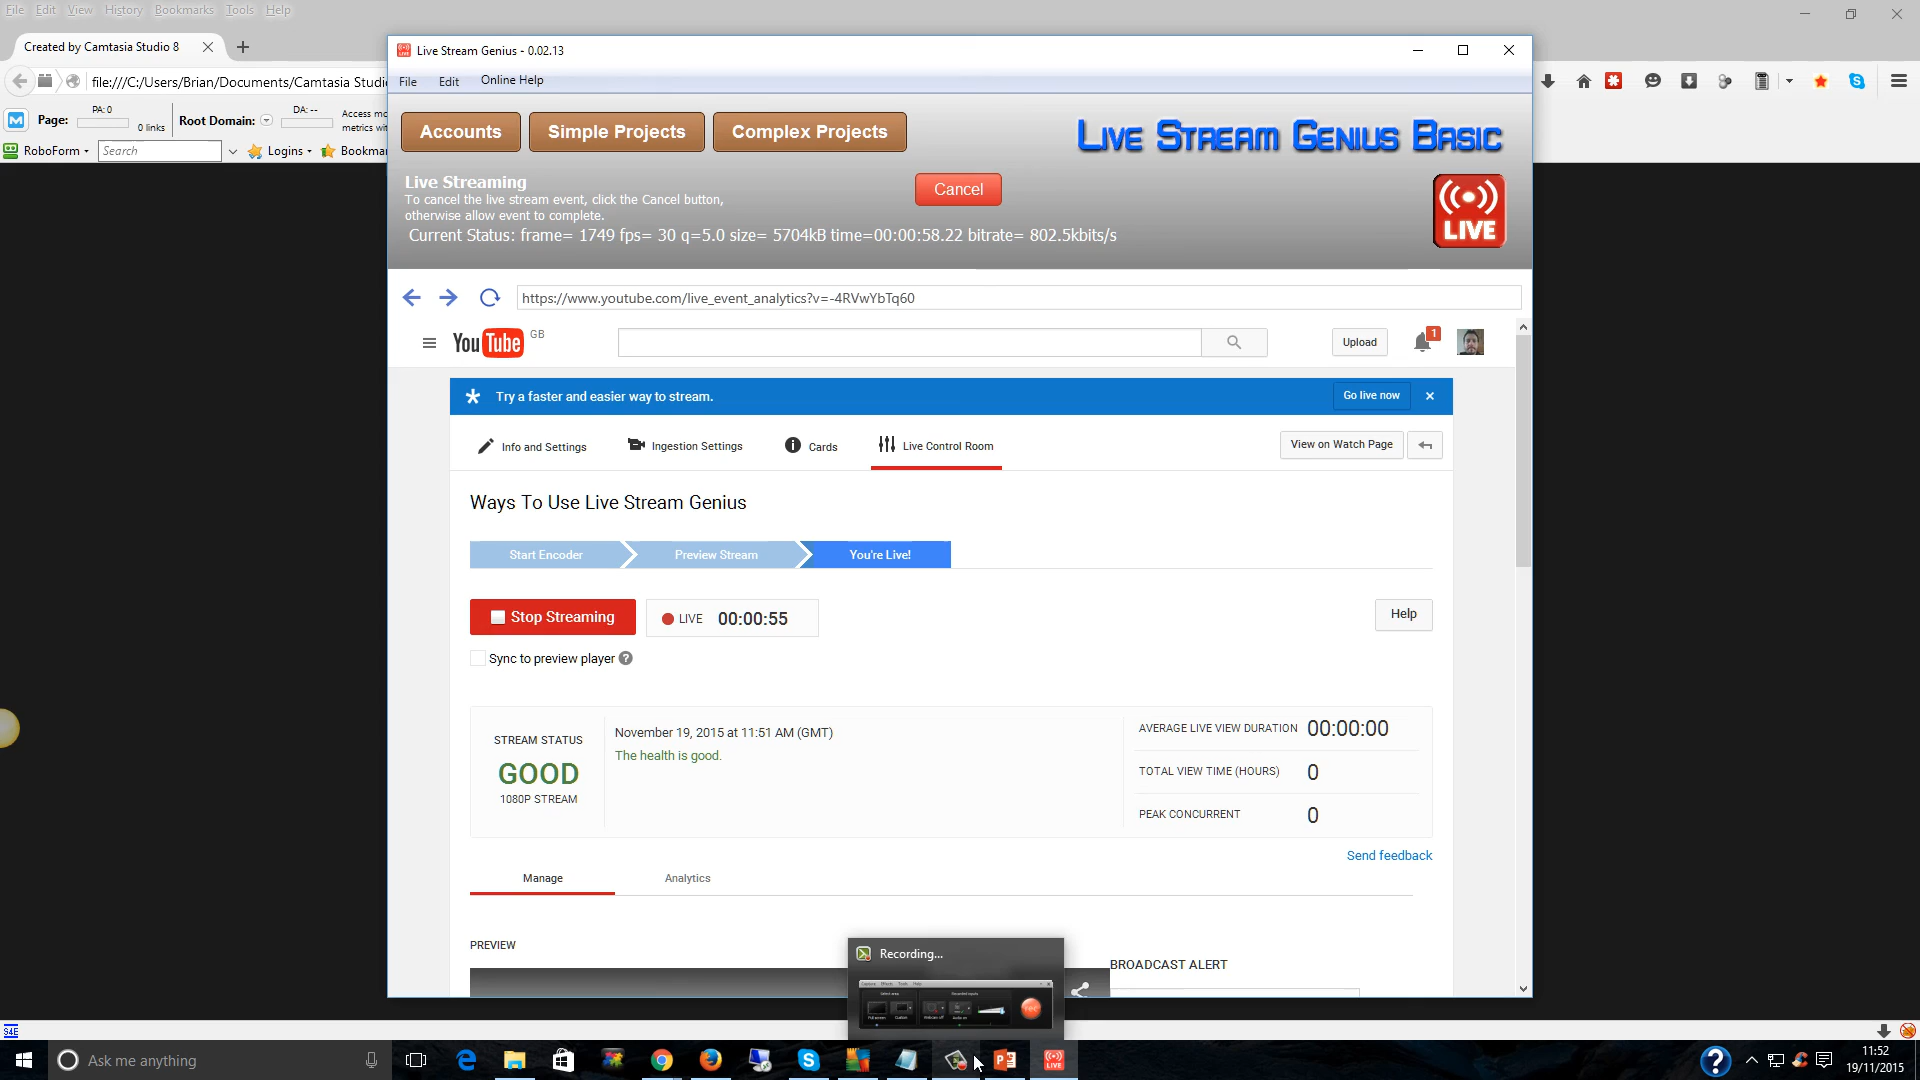 File Edit View History Bookmarks Tools Help
Created by Camtasia Studio 8
file:///C:/Users/Brian/Documents/Camtasia Studi
Page: PA: 0 0 links Root Domain: DA: --
RoboForm Search Logins Bookmar
Live Stream Genius - 0.02.13
File Edit Online Help
Accounts Simple Projects Complex Projects
Live Stream Genius Basic
Live Streaming
To cancel the live stream event, click the Cancel button,
otherwise allow event to complete.
Cancel
Current Status: frame= 1749 fps= 30 q=5.0 size= 5704kB time=00:00:58.22 bitrate= 802.5kbits/s
LIVE
https://www.youtube.com/live_event_analytics?v=-4RVwYbTq60
YouTube GB
Upload 1
Try a faster and easier way to stream. Go live now
Info and Settings Ingestion Settings Cards Live Control Room View on Watch Page
Ways To Use Live Stream Genius
Start Encoder Preview Stream You're Live!
Stop Streaming LIVE 00:00:55 Help
Sync to preview player ?
STREAM STATUS
GOOD
1080P STREAM
November 19, 2015 at 11:51 AM (GMT)
The health is good.
AVERAGE LIVE VIEW DURATION 00:00:00
TOTAL VIEW TIME (HOURS) 0
PEAK CONCURRENT 0
Send feedback
Manage Analytics
PREVIEW
BROADCAST ALERT
Recording...
Ask me anything
11:52
19/11/2015